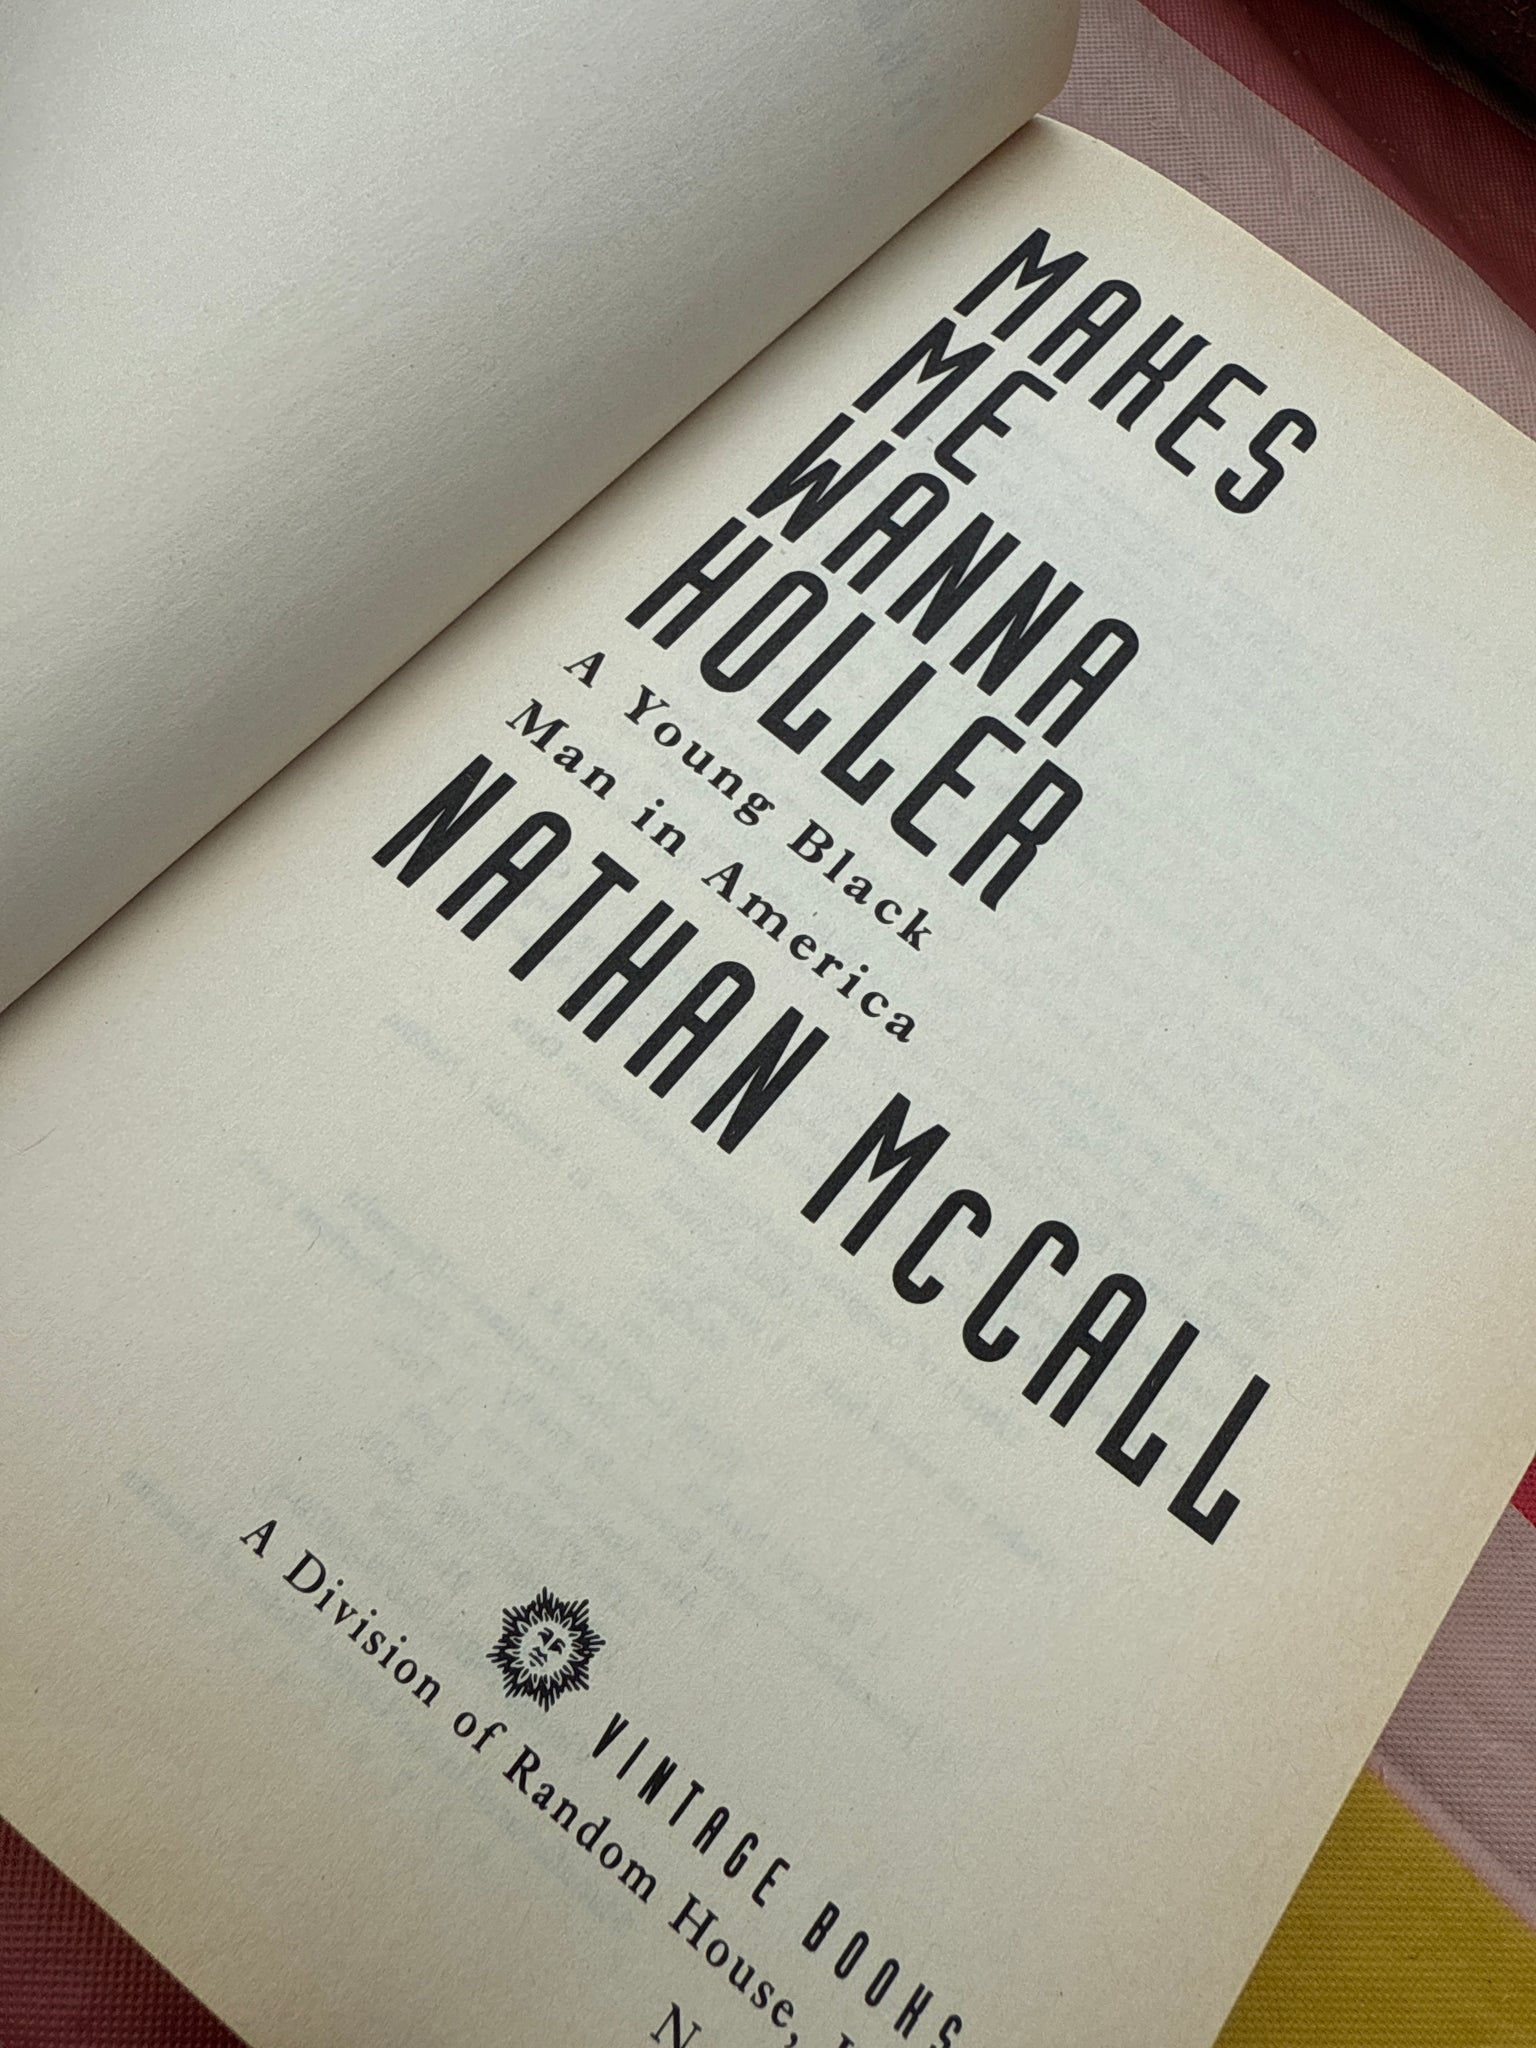 MAKES
ME
WANNA
HOLLER
A Young Black
Man in America
NATHAN McCALL
VINTAGE BOOKS
A Division of Random House,